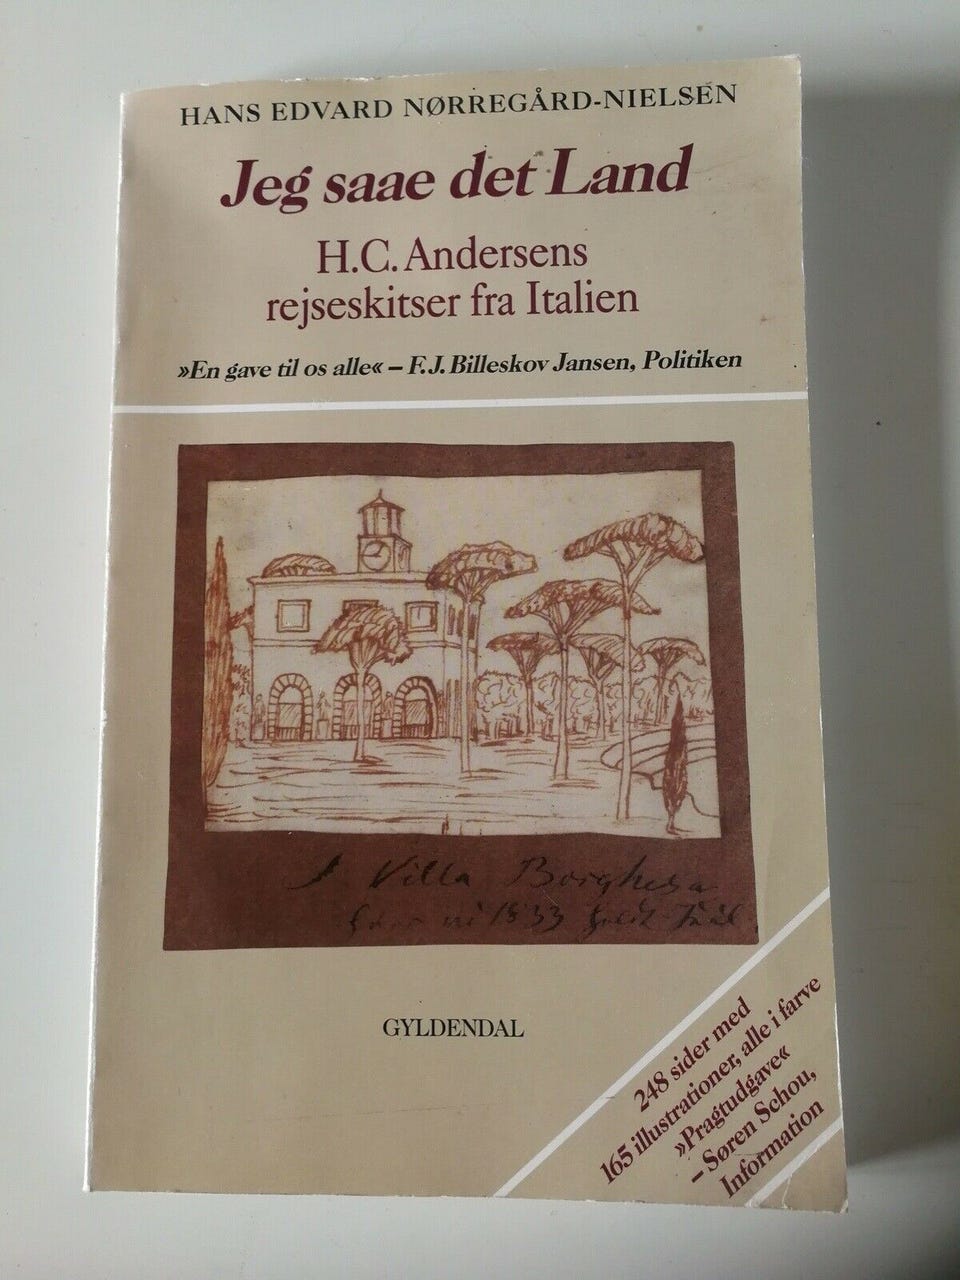 HANS EDVARD NØRREGÅRD-NIELSEN
Jeg saae det Land
H.C. Andersens
rejseskitser fra Italien
»En gave til os alle« – F.J. Billeskov Jansen, Politiken
I Villa Borghesa
1833
GYLDENDAL
248 sider med
165 illustrationer, alle i farve
»Pragtudgave«
– Søren Schou,
Information